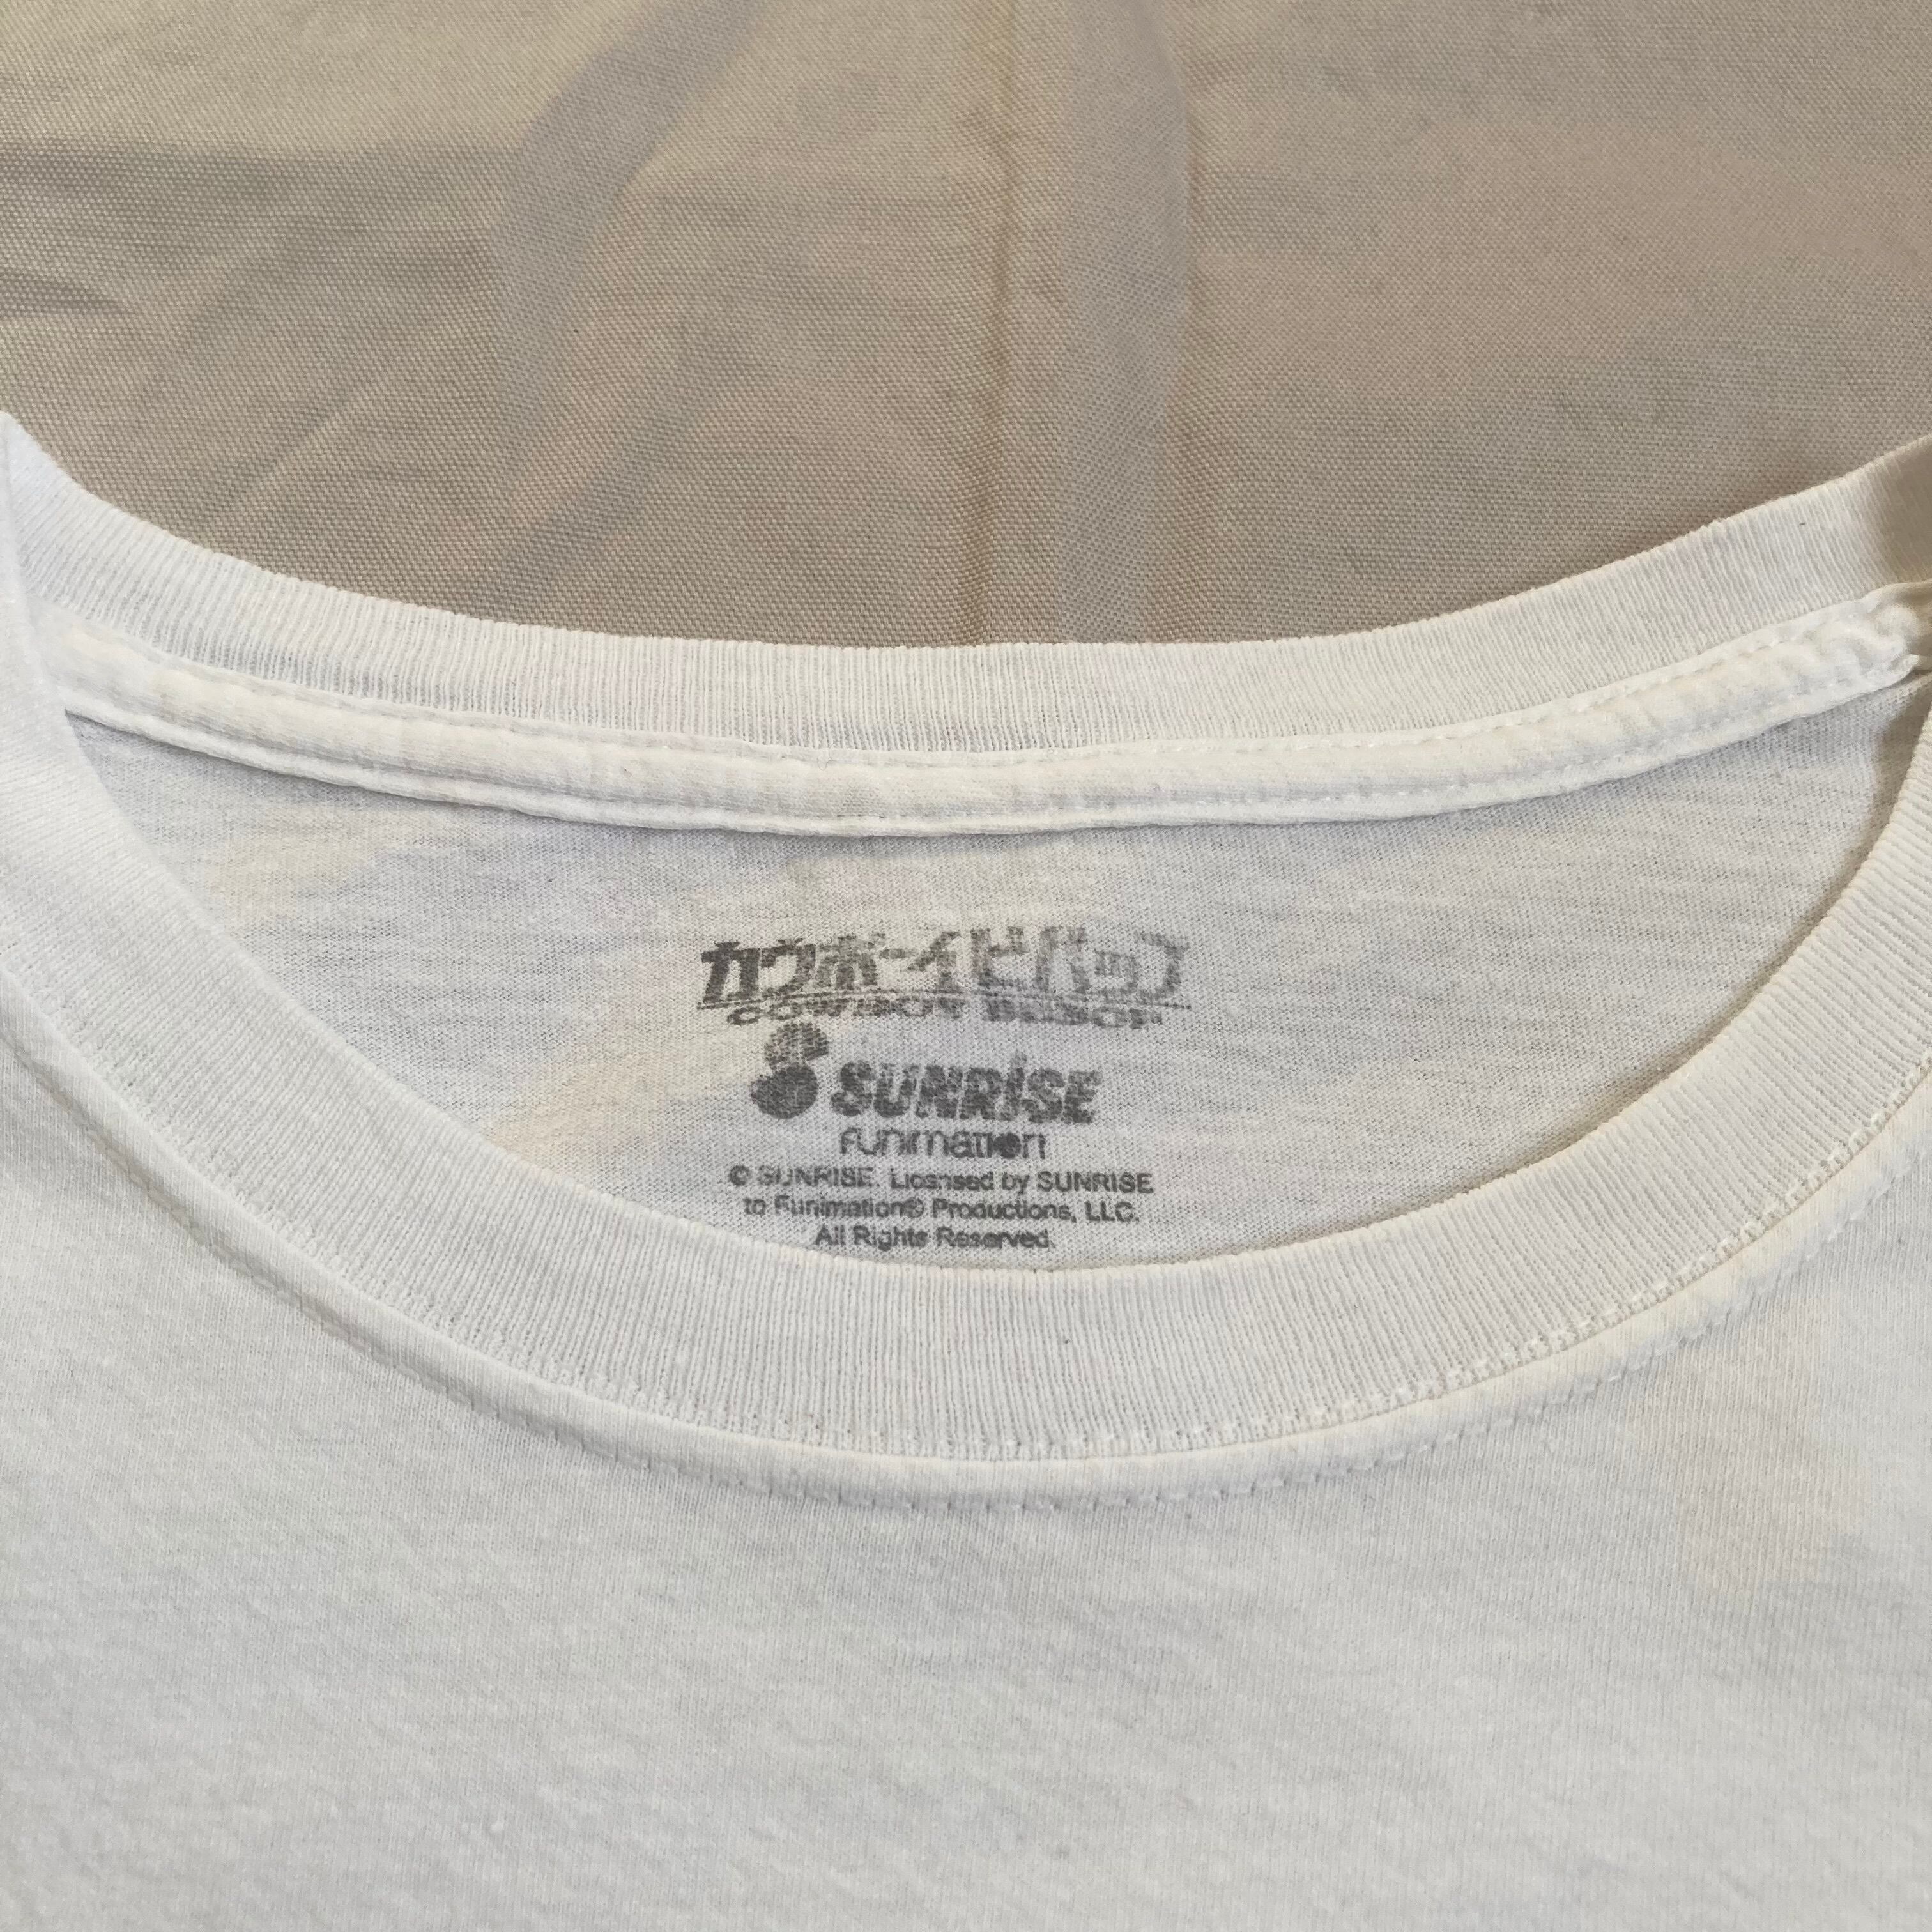 カウボーイビバップ
COWBOY BEBOP
SUNRISE
FUNimation
© SUNRISE. Licensed by SUNRISE
to Funimation® Productions, LLC.
All Rights Reserved.